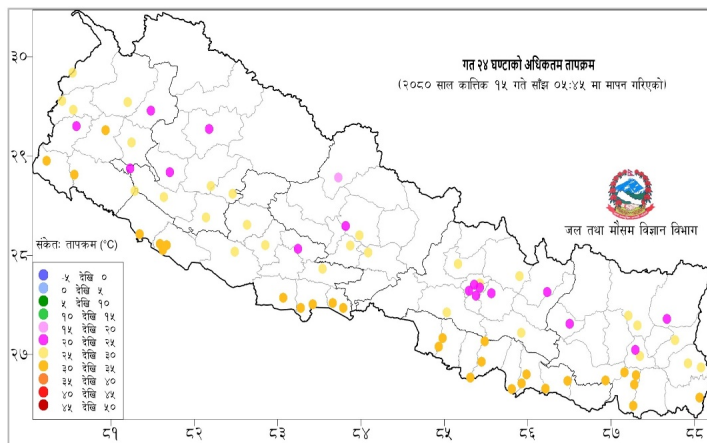 गत २४ घण्टाको अधिकतम तापक्रम
(२०८० साल कात्तिक १५ गते साँझ ०५:४५ मा मापन गरिएको)
३०
२९
२८
२७
जल तथा मौसम विज्ञान विभाग
संकेतः तापक्रम (°C)
-५ देखि ०
० देखि ५
५ देखि १०
१० देखि १५
१५ देखि २०
२० देखि २५
२५ देखि ३०
३० देखि ३५
३५ देखि ४०
४० देखि ४५
४५ देखि ५०
८१ ८२ ८३ ८४ ८५ ८६ ८७ ८८